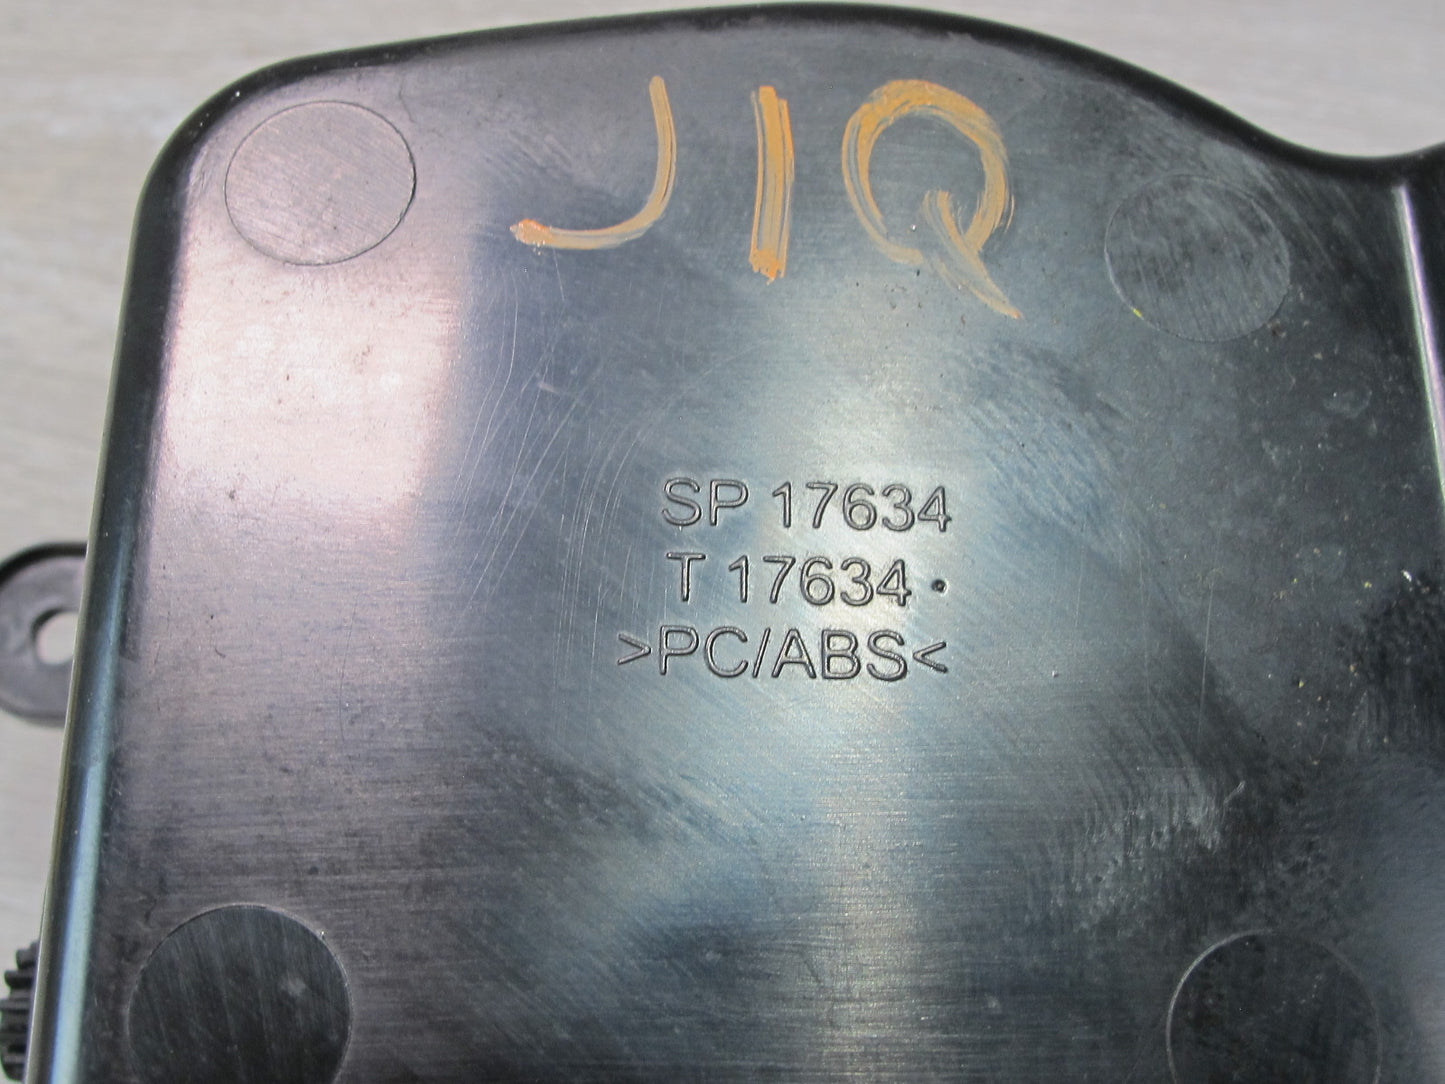 J1Q
SP 17634
T 17634 •
>PC/ABS<